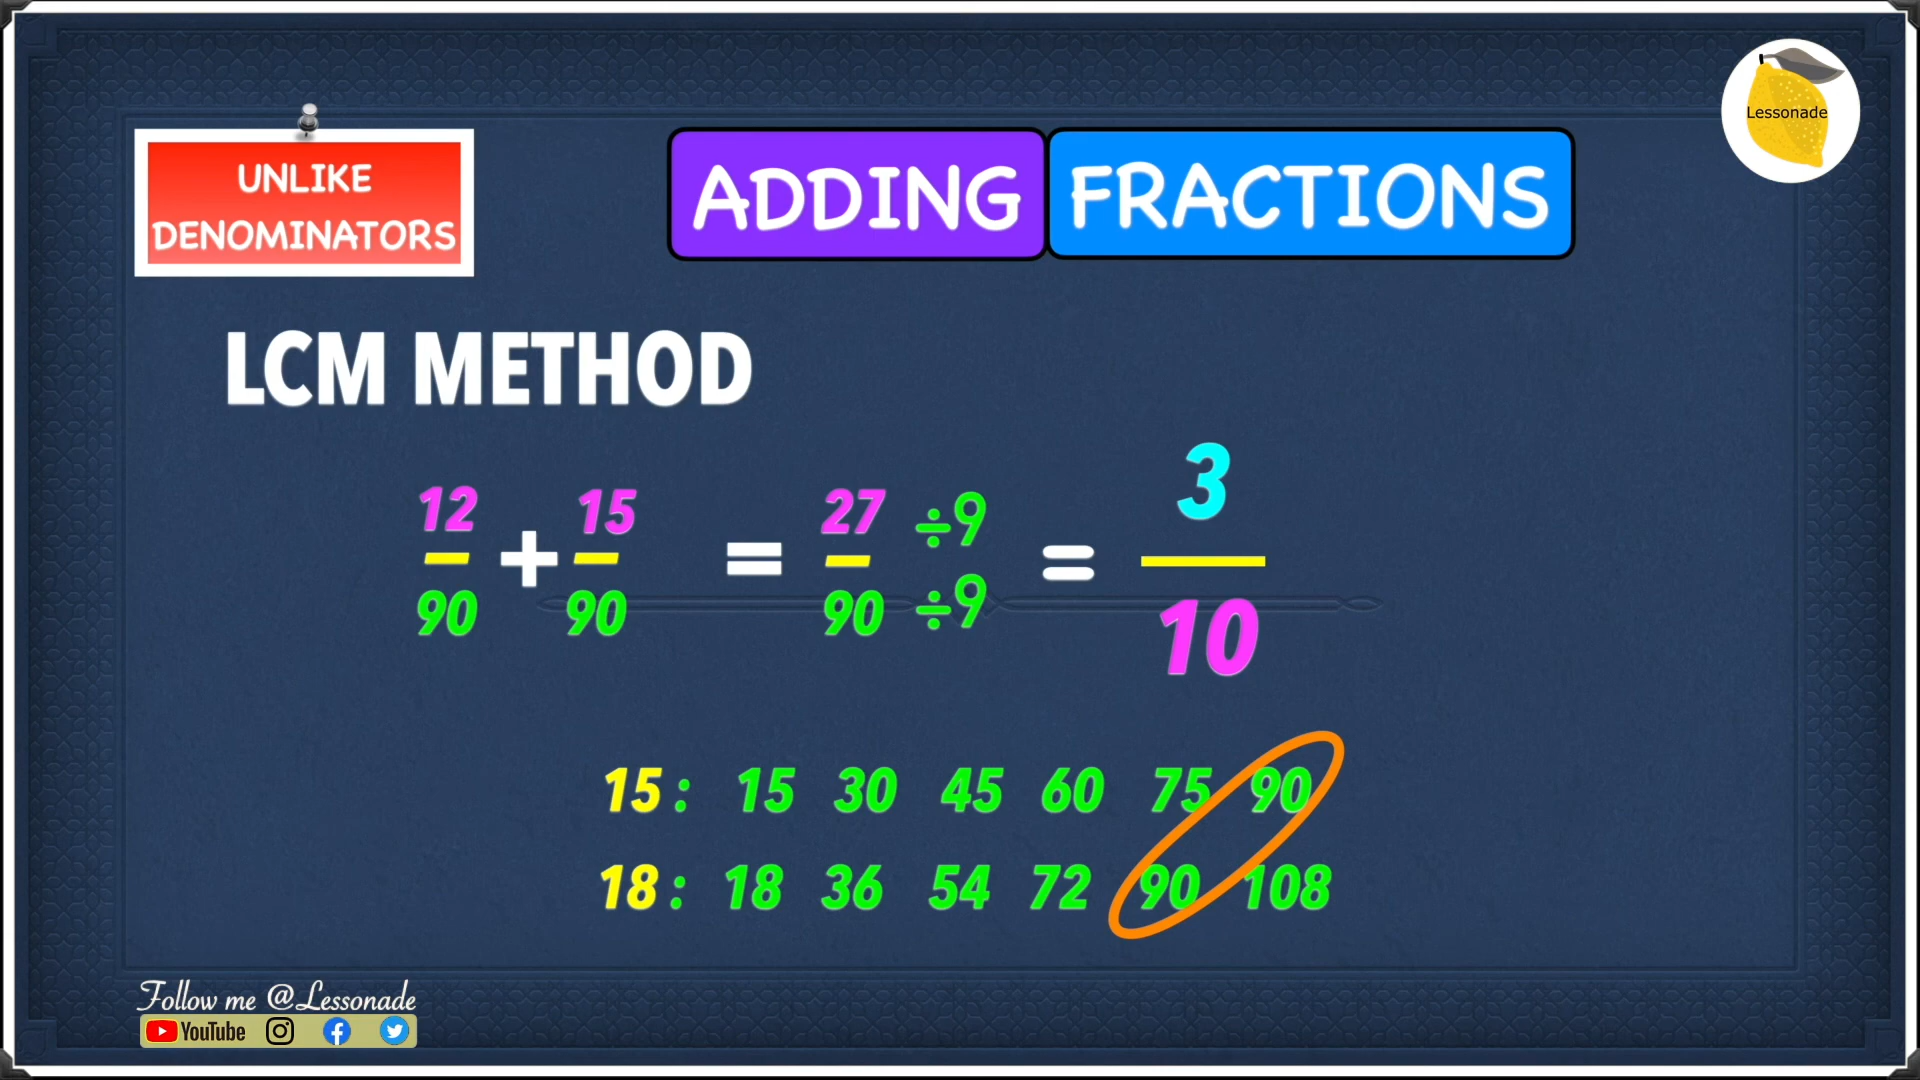 Lessonade
UNLIKE
DENOMINATORS
ADDING FRACTIONS
LCM METHOD
12/90 + 15/90 = 27/90 ÷9/÷9 = 3/10
15: 15 30 45 60 75 90
18: 18 36 54 72 90 108
Follow me @Lessonade
YouTube